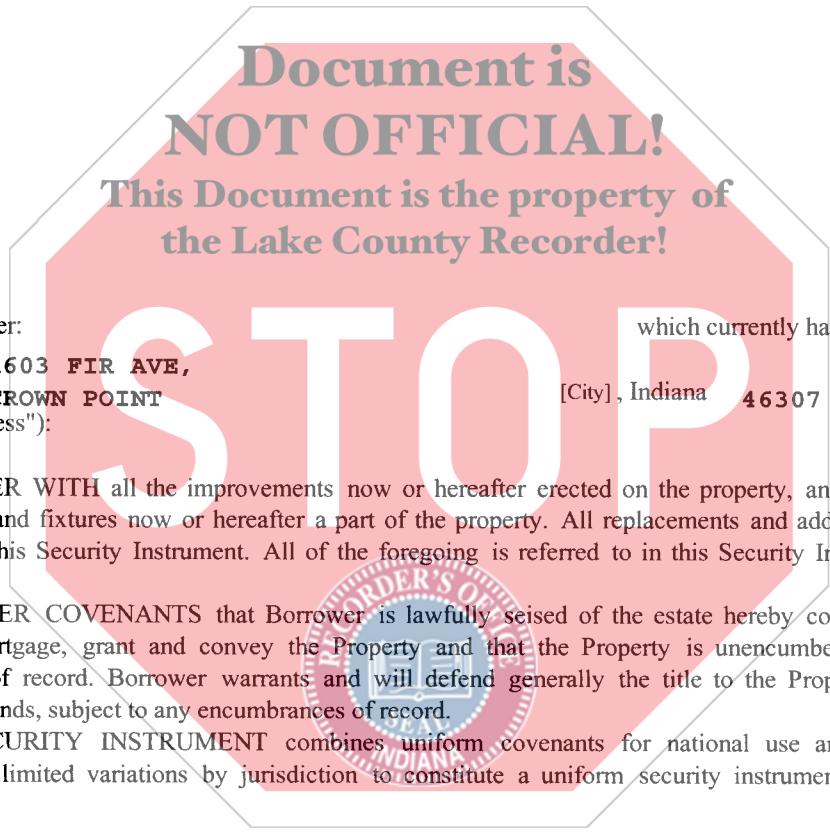 Document is
NOT OFFICIAL!
This Document is the property of
the Lake County Recorder!
STOP
er: which currently ha
603 FIR AVE,
CROWN POINT [City] , Indiana 46307
ess"):
ER WITH all the improvements now or hereafter erected on the property, an
and fixtures now or hereafter a part of the property. All replacements and add
his Security Instrument. All of the foregoing is referred to in this Security In
ER COVENANTS that Borrower is lawfully seised of the estate hereby co
rtgage, grant and convey the Property and that the Property is unencumbe
of record. Borrower warrants and will defend generally the title to the Prop
nds, subject to any encumbrances of record.
CURITY INSTRUMENT combines uniform covenants for national use an
limited variations by jurisdiction to constitute a uniform security instrumen
RECORDER'S OFFICE
SEAL
INDIANA